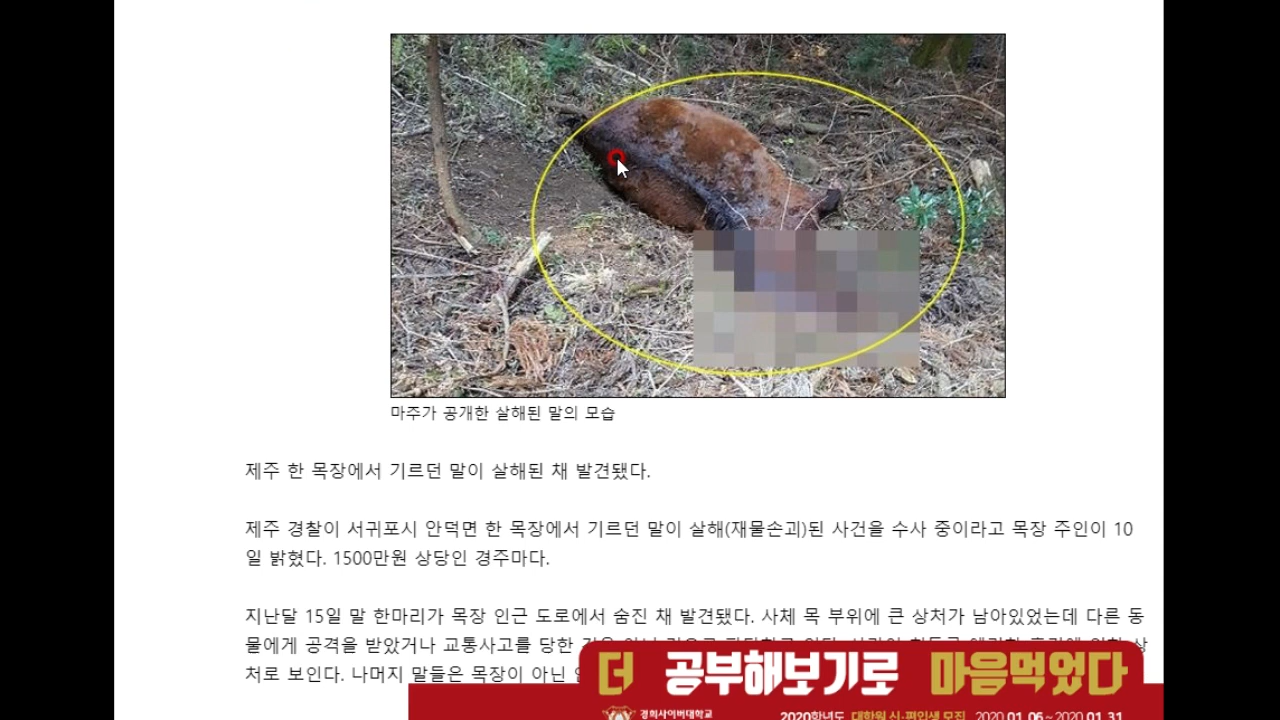 마주가 공개한 살해된 말의 모습
제주 한 목장에서 기르던 말이 살해된 채 발견됐다.
제주 경찰이 서귀포시 안덕면 한 목장에서 기르던 말이 살해(재물손괴)된 사건을 수사 중이라고 목장 주인이 10
일 밝혔다. 1500만원 상당인 경주마다.
지난달 15일 말 한마리가 목장 인근 도로에서 숨진 채 발견됐다. 사체 목 부위에 큰 상처가 남아있었는데 다른 동
물에게 공격을 받았거나 교통사고를 당한
처로 보인다. 나머지 말들은 목장이 아닌
더 공부해보기로 마음먹었다
경희사이버대학교 2020학년도 대학원 신·편입생 모집 2020.01.06~2020.01.31